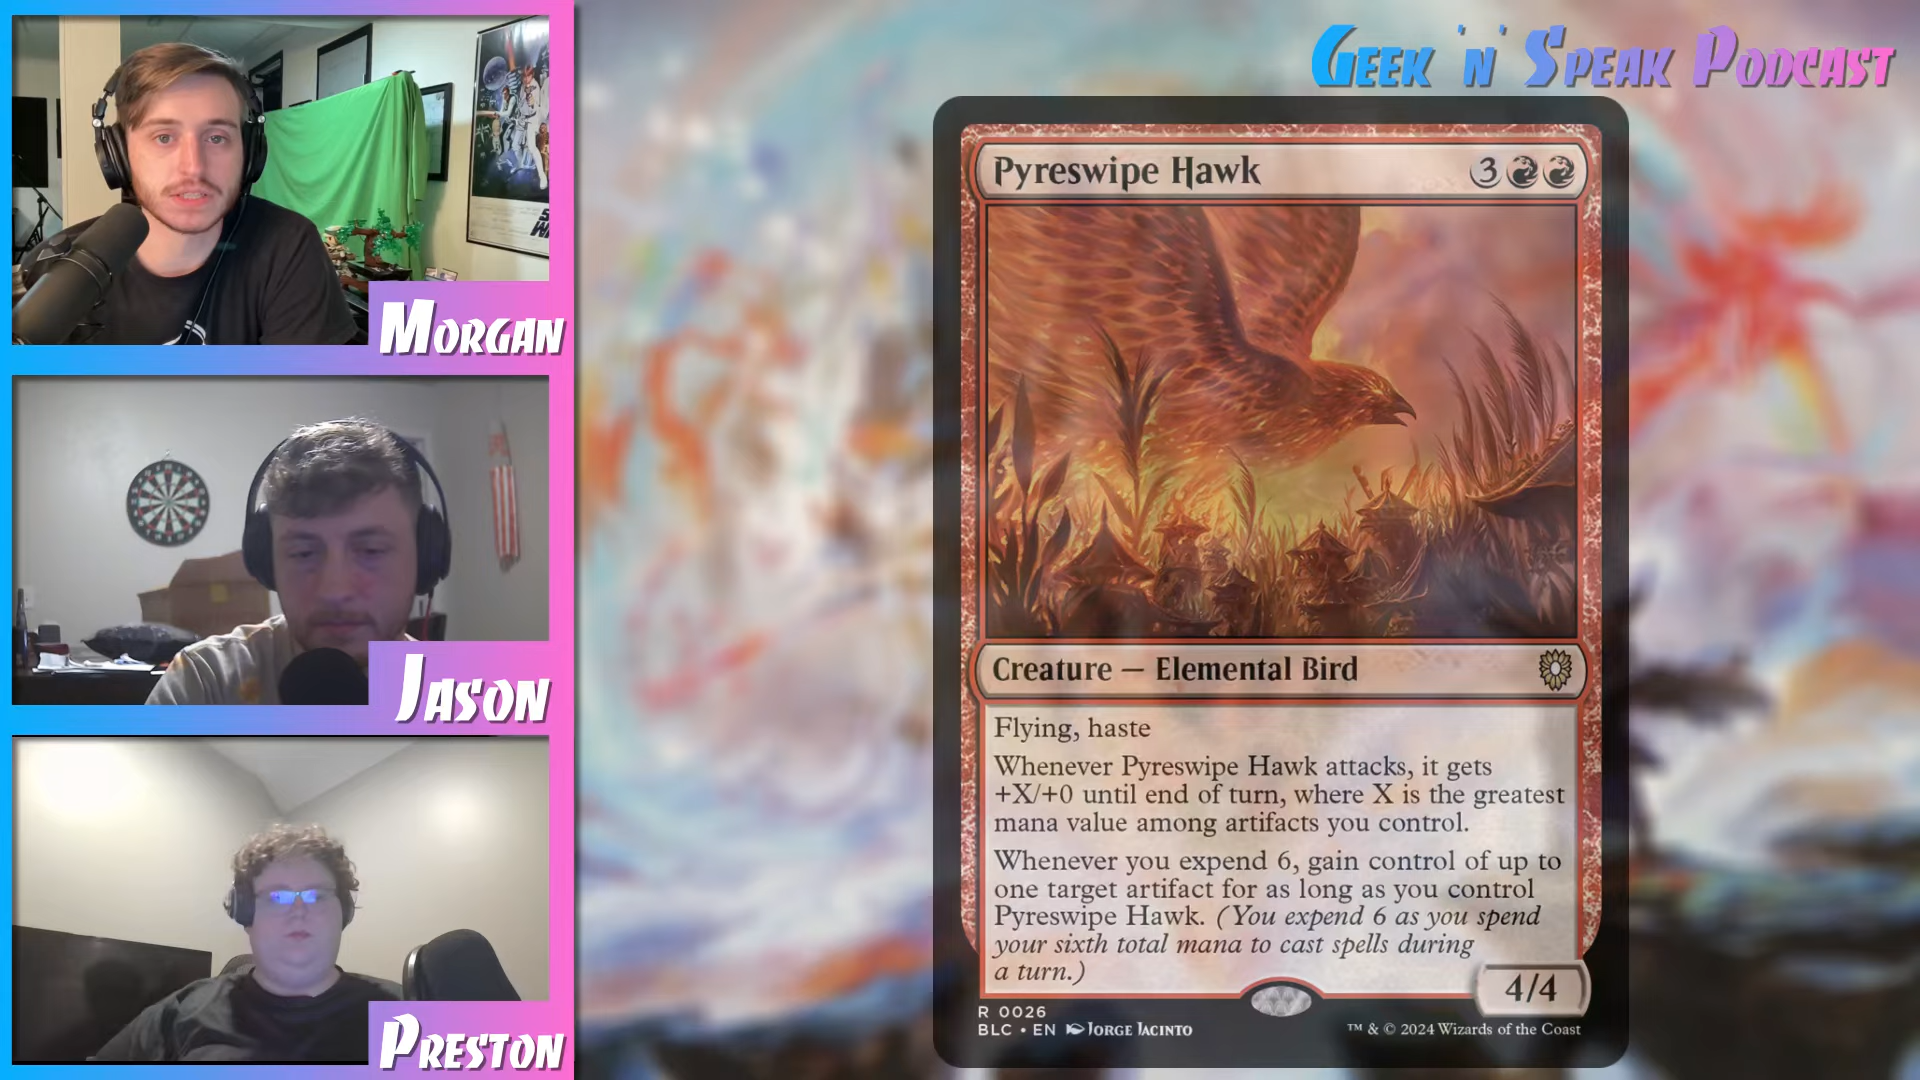 GEEK 'N' SPEAK PODCAST
MORGAN
JASON
PRESTON
Pyreswipe Hawk
3
Creature — Elemental Bird
Flying, haste
Whenever Pyreswipe Hawk attacks, it gets
+X/+0 until end of turn, where X is the greatest
mana value among artifacts you control.
Whenever you expend 6, gain control of up to
one target artifact for as long as you control
Pyreswipe Hawk. (You expend 6 as you spend
your sixth total mana to cast spells during
a turn.)
4/4
R 0026
BLC • EN JORGE JACINTO
™ & © 2024 Wizards of the Coast